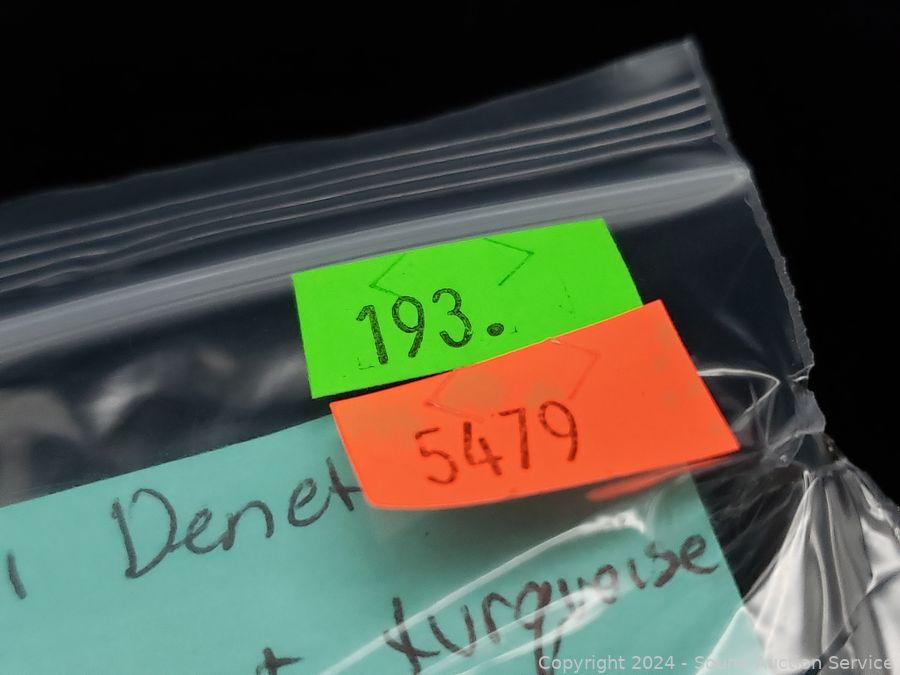 193.
5479
Denet
turquoise
Copyright 2024 - Sound Auction Service